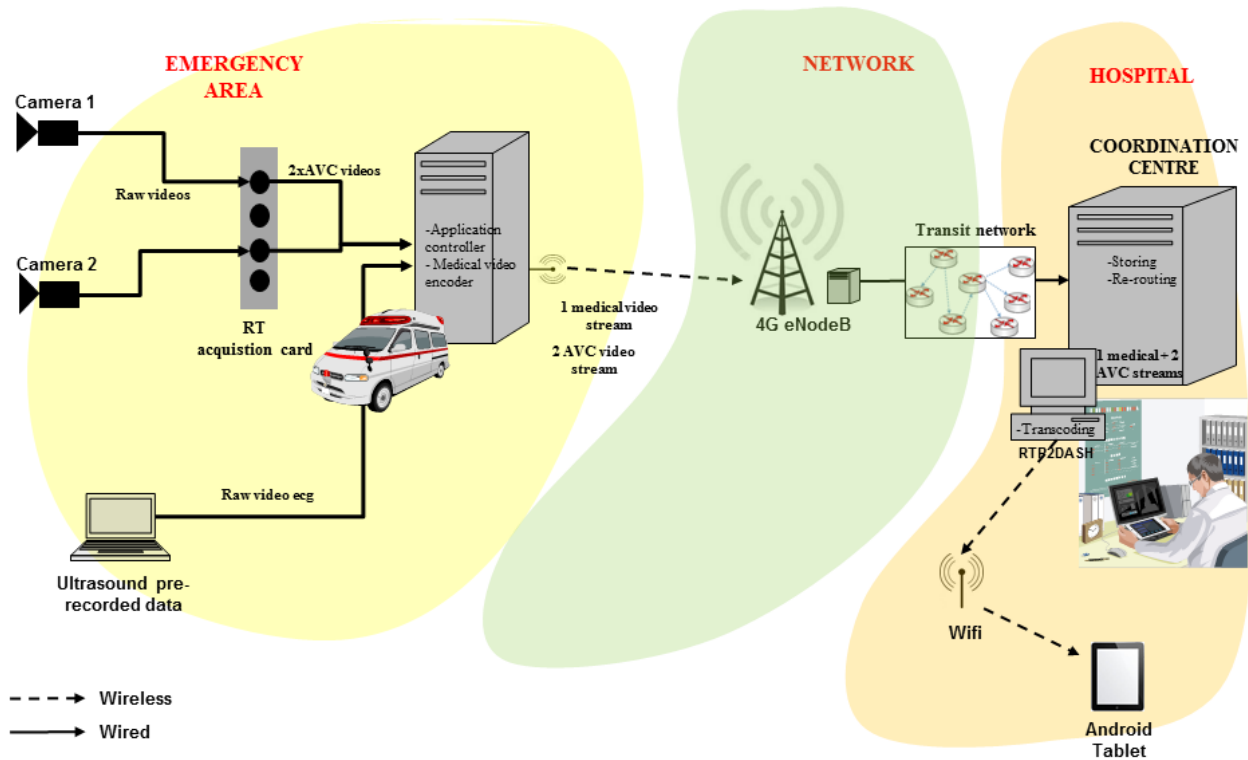 EMERGENCY
AREA
NETWORK
HOSPITAL
Camera 1
2xAVC videos
COORDINATION
CENTRE
Raw videos
-Application
controller
- Medical video
encoder
Transit network
-Storing
-Re-routing
Camera 2
RT
acquistion card
1 medical video
stream
2 AVC video
stream
4G eNodeB
1 medical + 2
AVC streams
-Transcoding
RTP2DASH
Raw video ecg
Ultrasound pre-
recorded data
Wifi
Wireless
Wired
Android
Tablet